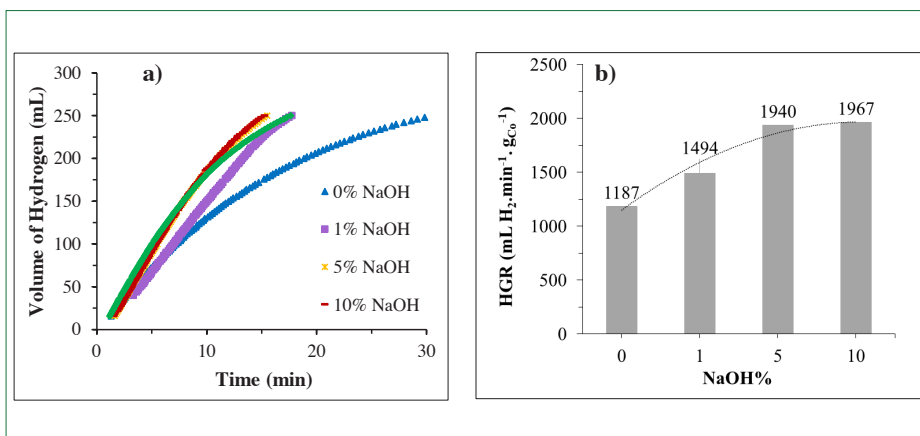 a)
Volume of Hydrogen (mL)
300
250
200
150
100
50
0
0 10 20 30
Time (min)
0% NaOH
1% NaOH
5% NaOH
10% NaOH
b)
HGR (mL H₂.min⁻¹·g_Co⁻¹)
2500
2000
1500
1000
500
0
1187
1494
1940
1967
0 1 5 10
NaOH%